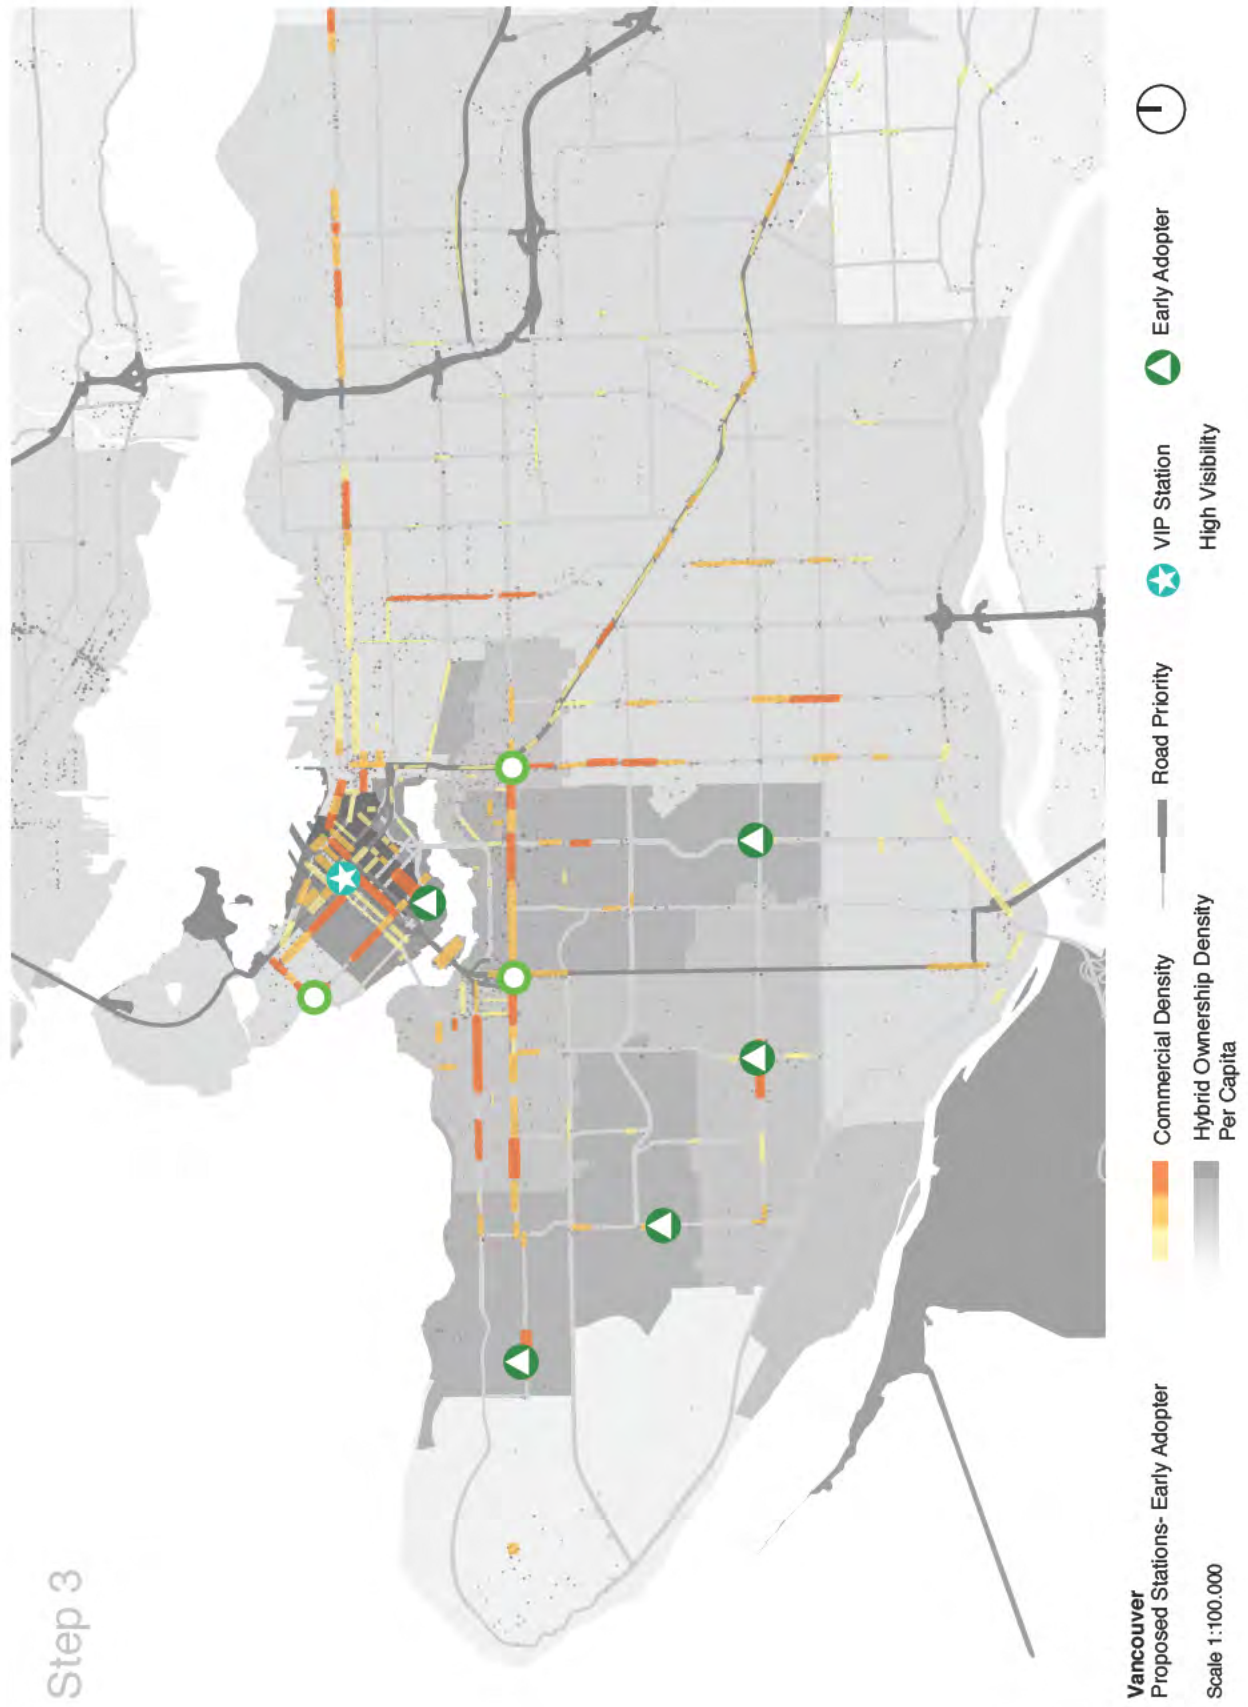 Step 3
Vancouver
Proposed Stations- Early Adopter
Scale 1:100.000
Commercial Density
Hybrid Ownership Density
Per Capita
Road Priority
VIP Station
High Visibility
Early Adopter